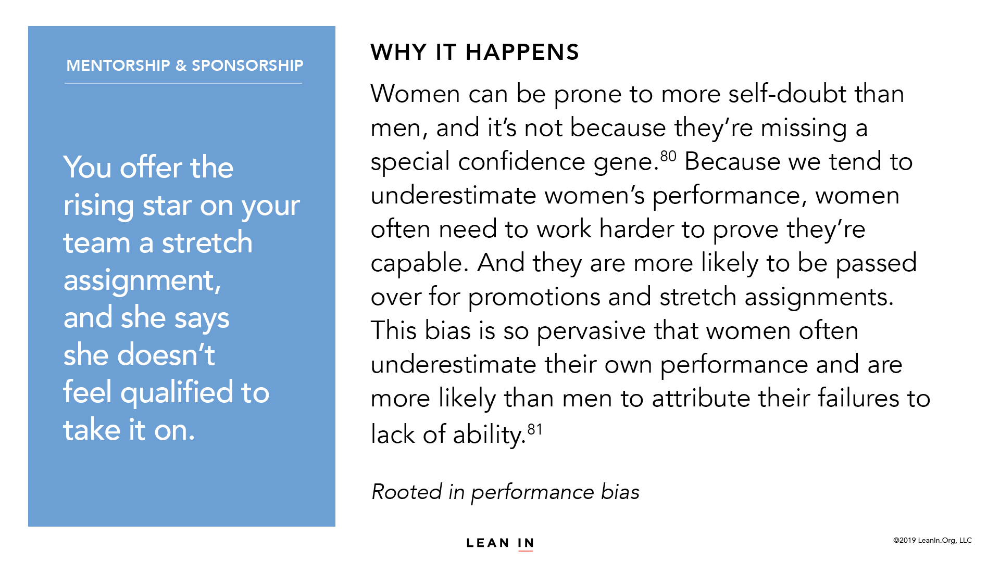 MENTORSHIP & SPONSORSHIP
You offer the
rising star on your
team a stretch
assignment,
and she says
she doesn’t
feel qualified to
take it on.
WHY IT HAPPENS
Women can be prone to more self-doubt than
men, and it’s not because they’re missing a
special confidence gene.⁸⁰ Because we tend to
underestimate women’s performance, women
often need to work harder to prove they’re
capable. And they are more likely to be passed
over for promotions and stretch assignments.
This bias is so pervasive that women often
underestimate their own performance and are
more likely than men to attribute their failures to
lack of ability.⁸¹
Rooted in performance bias
LEAN IN
©2019 LeanIn.Org, LLC